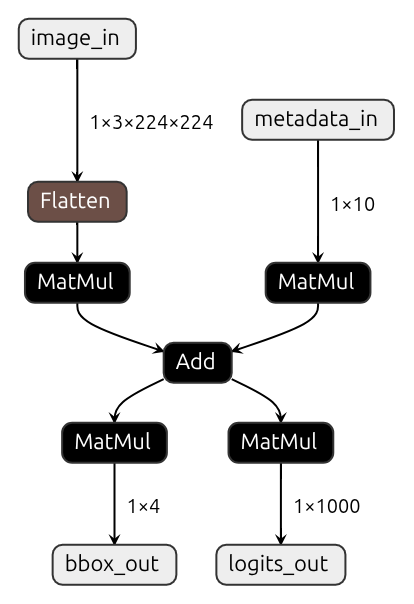 image_in
1×3×224×224
metadata_in
1×10
Flatten
MatMul
MatMul
Add
MatMul
MatMul
1×4
1×1000
bbox_out
logits_out